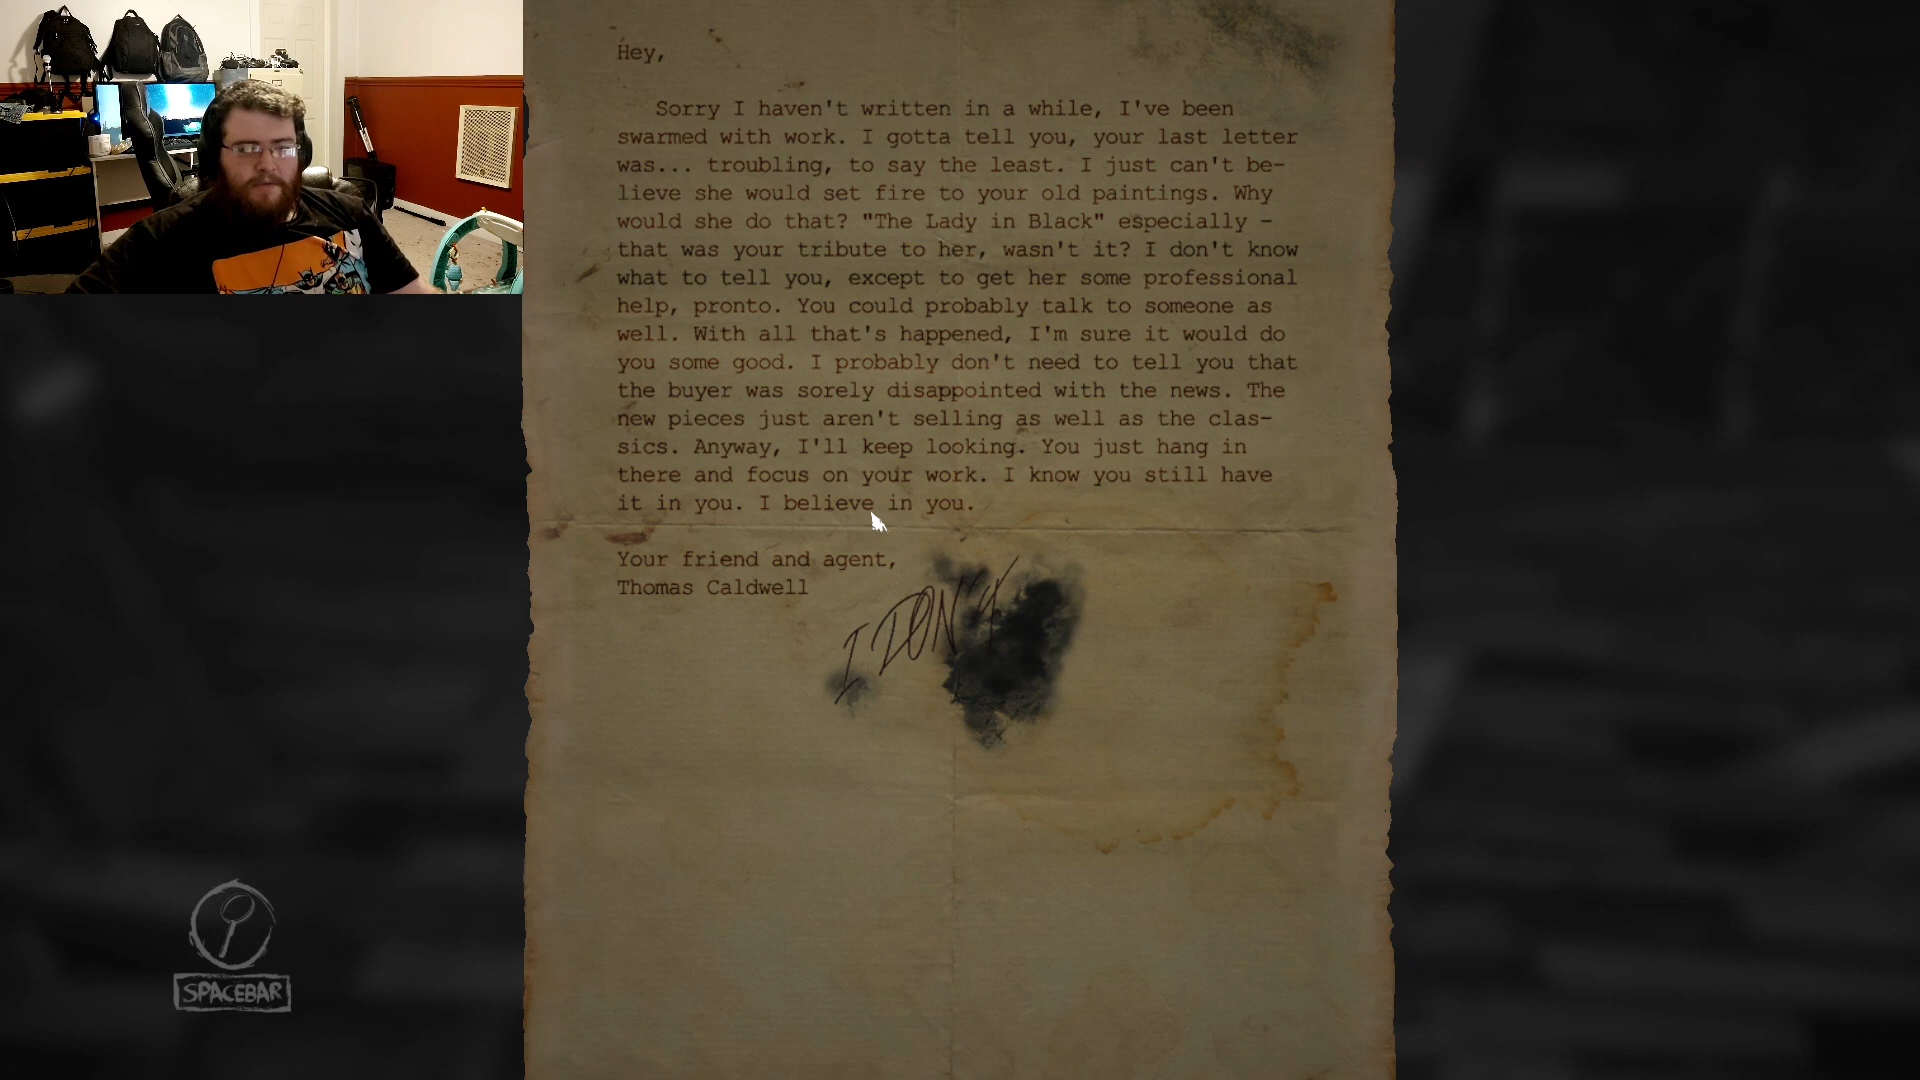 Hey,
Sorry I haven't written in a while, I've been
swarmed with work. I gotta tell you, your last letter
was... troubling, to say the least. I just can't be-
lieve she would set fire to your old paintings. Why
would she do that? "The Lady in Black" especially -
that was your tribute to her, wasn't it? I don't know
what to tell you, except to get her some professional
help, pronto. You could probably talk to someone as
well. With all that's happened, I'm sure it would do
you some good. I probably don't need to tell you that
the buyer was sorely disappointed with the news. The
new pieces just aren't selling as well as the clas-
sics. Anyway, I'll keep looking. You just hang in
there and focus on your work. I know you still have
it in you. I believe in you.
Your friend and agent,
Thomas Caldwell
I DON'T
SPACEBAR